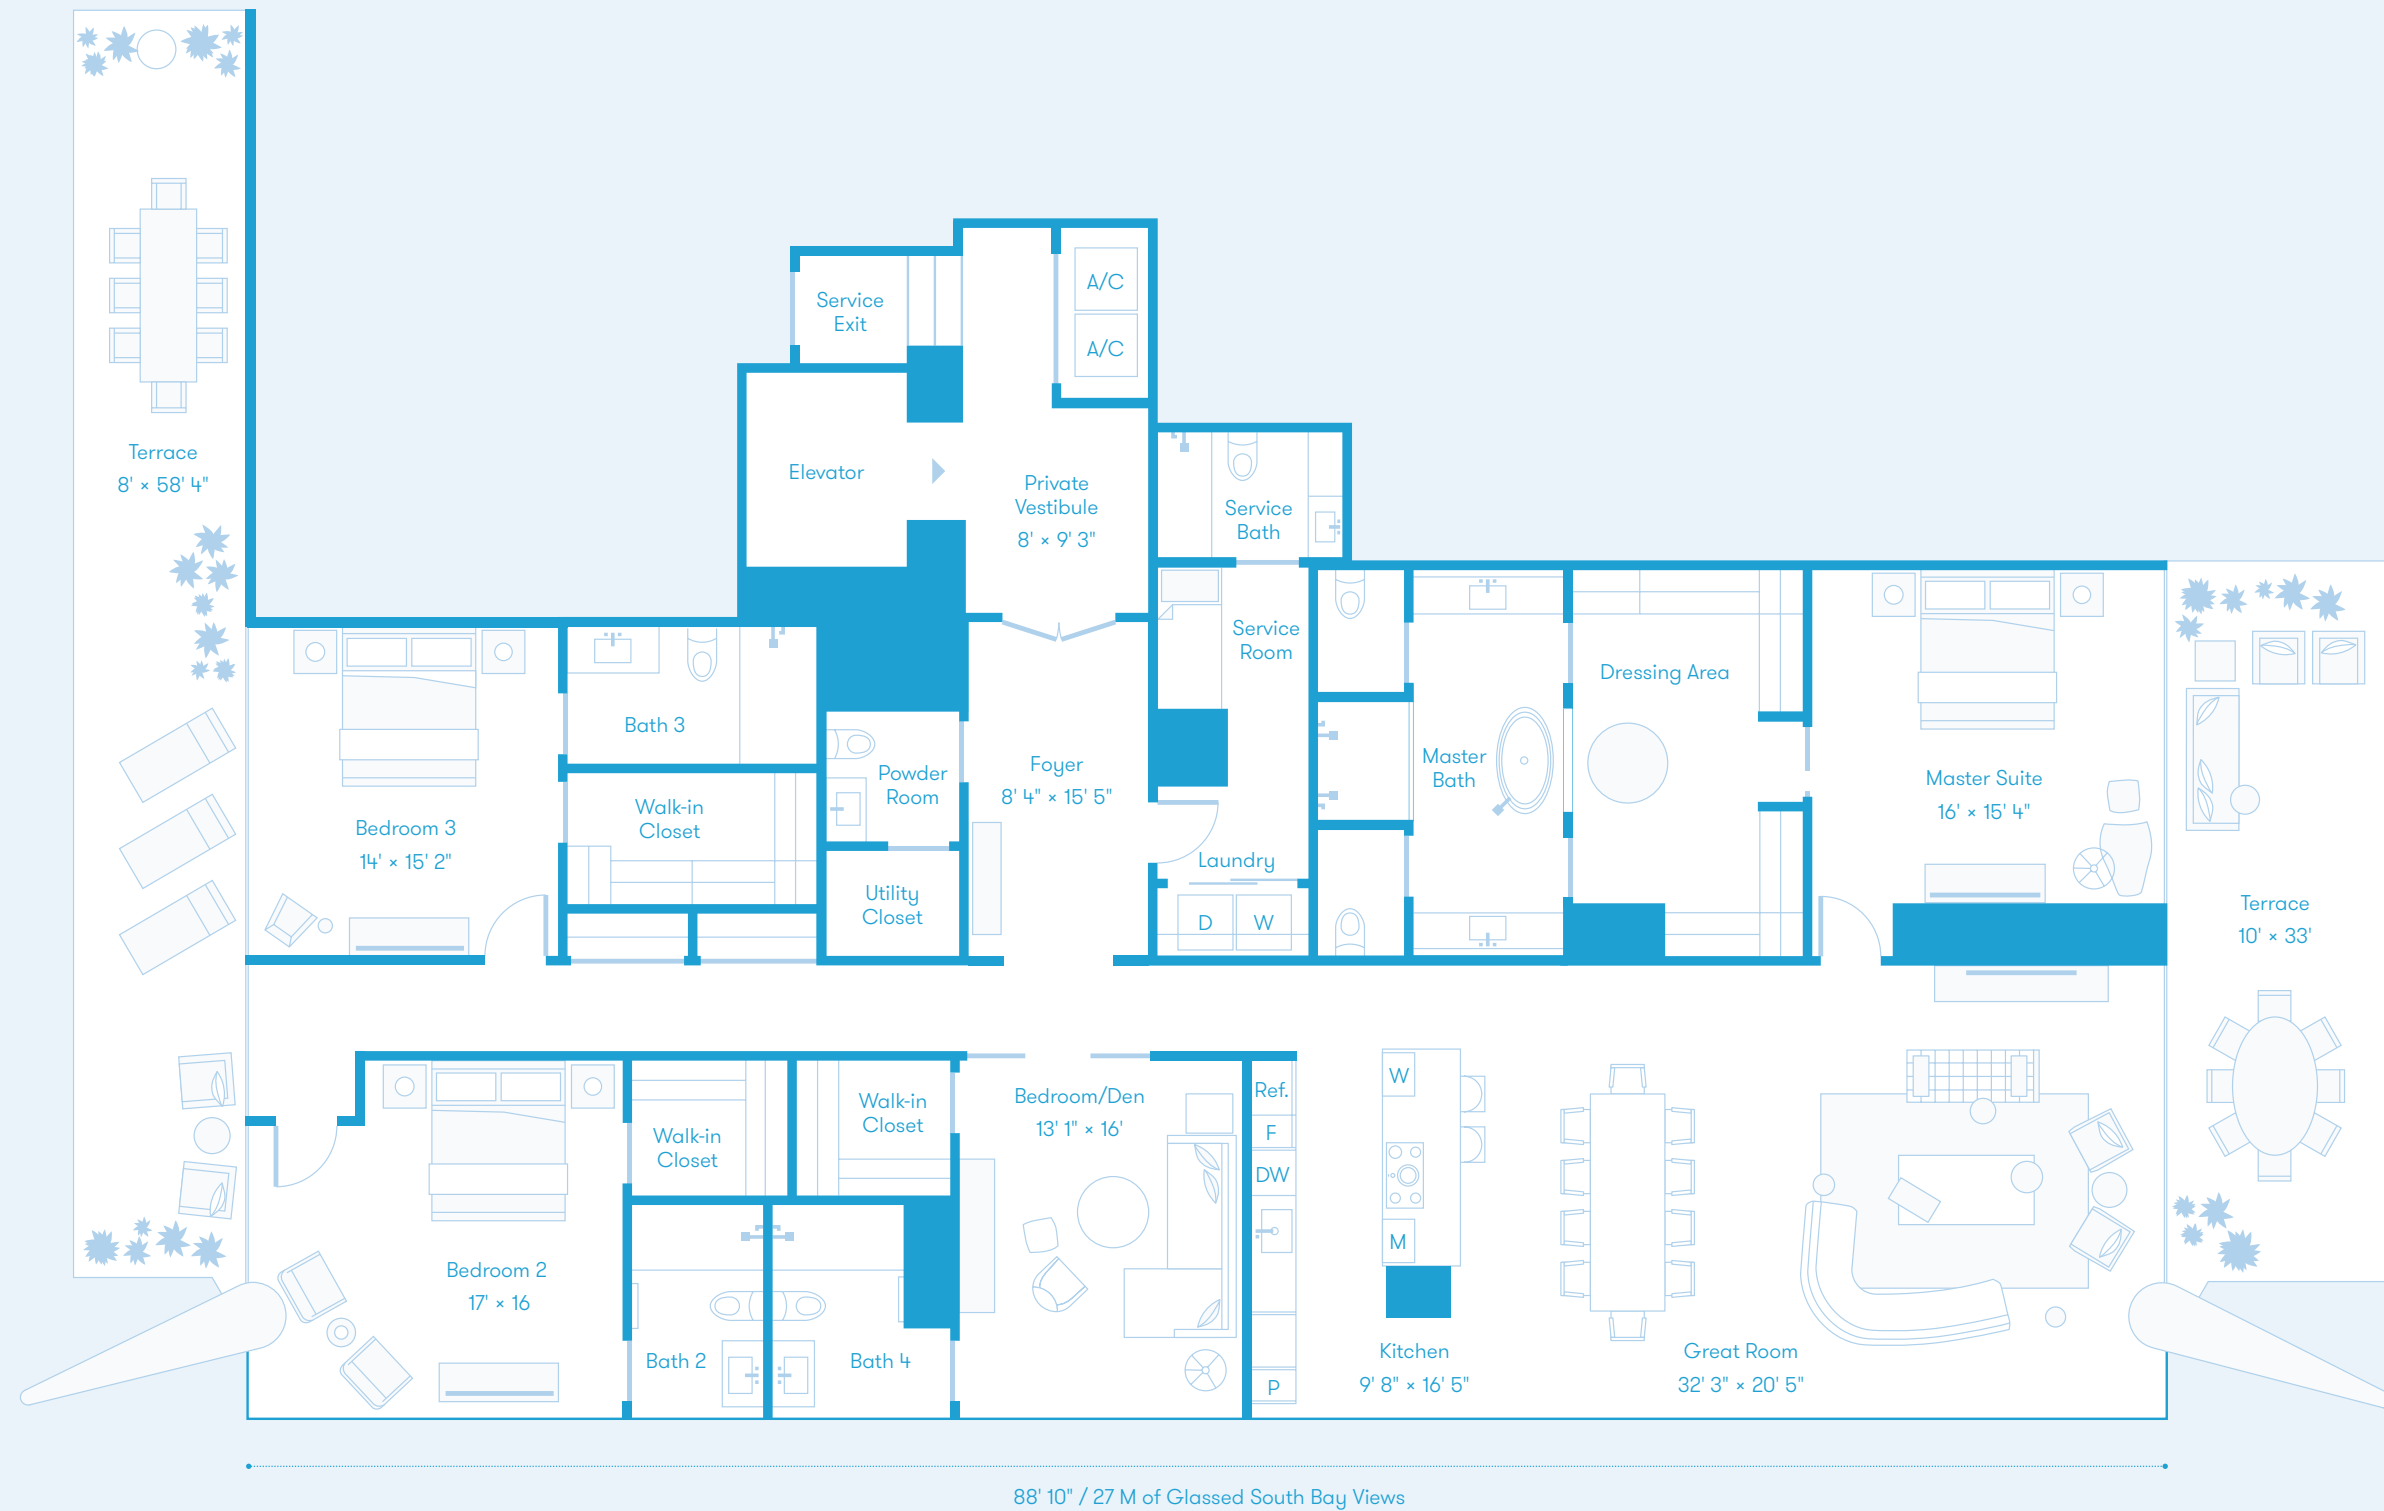 A/C
Service
Exit
A/C
Terrace
8' × 58' 4"
Elevator
Private
Vestibule
8' × 9' 3"
Service
Bath
Service
Room
Dressing Area
Bath 3
Powder
Room
Foyer
8' 4" × 15' 5"
Master
Bath
Master Suite
16' × 15' 4"
Walk-in
Closet
Bedroom 3
14' × 15' 2"
Laundry
Utility
Closet
D
W
Terrace
10' × 33'
Walk-in
Closet
Walk-in
Closet
Bedroom/Den
13' 1" × 16'
Ref.
F
DW
W
M
Bedroom 2
17' × 16
Bath 2
Bath 4
P
Kitchen
9' 8" × 16' 5"
Great Room
32' 3" × 20' 5"
88' 10" / 27 M of Glassed South Bay Views